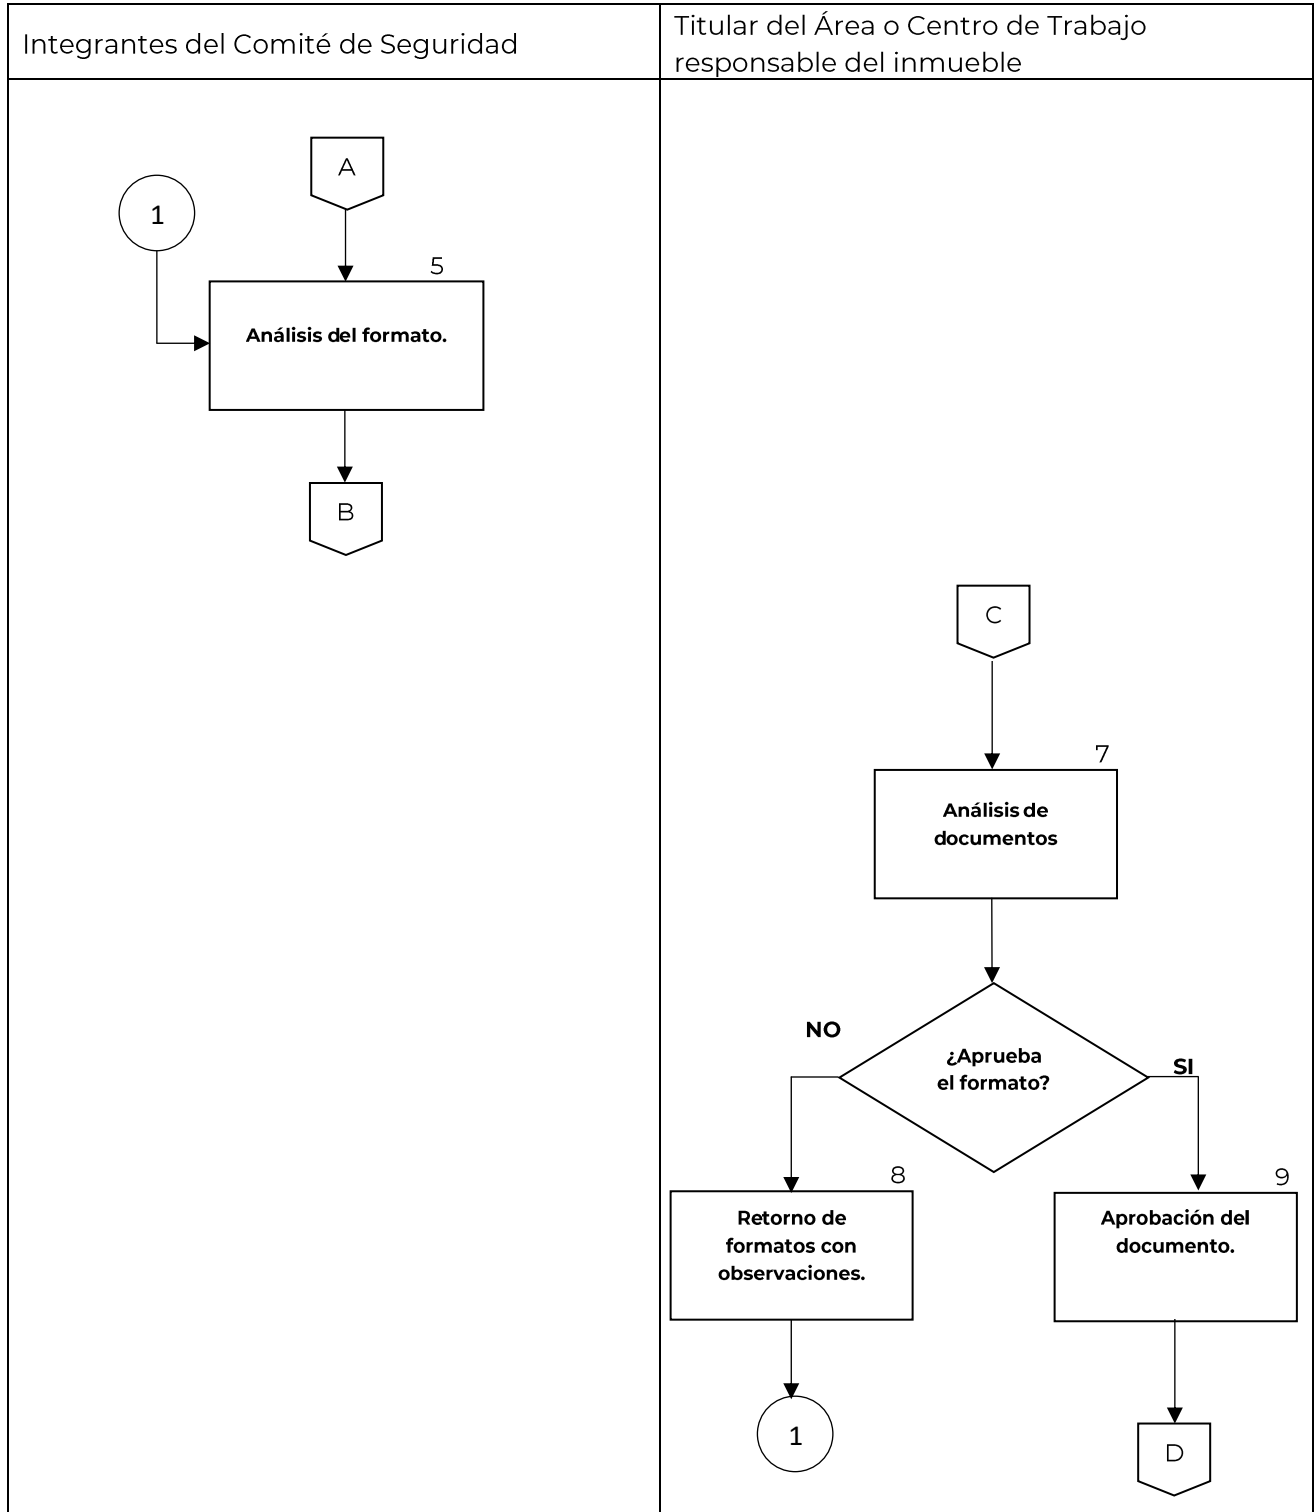 Integrantes del Comité de Seguridad
Titular del Área o Centro de Trabajo
responsable del inmueble
A
1
5
Análisis del formato.
B
C
7
Análisis de
documentos
NO
¿Aprueba
el formato?
SI
8
Retorno de
formatos con
observaciones.
9
Aprobación del
documento.
1
D